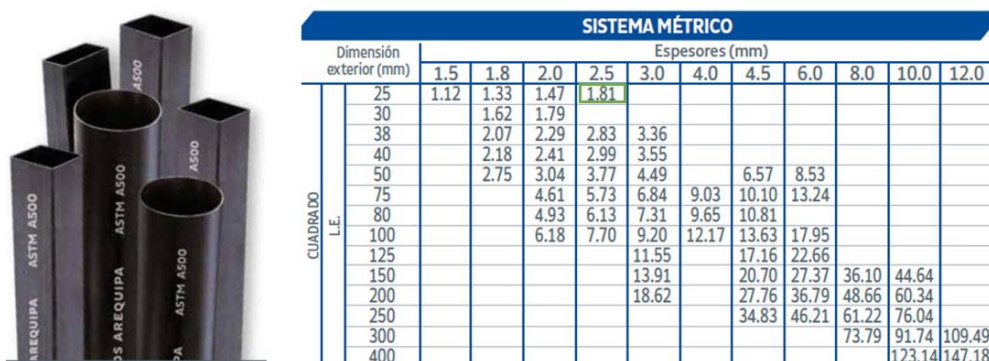 A500
A500
ASTM A500
ASTM A500
ASTM A500
AREQUIPA
OS AREQUIPA
PA
SISTEMA MÉTRICO
Dimensión exterior (mm) Espesores (mm)
1.5 1.8 2.0 2.5 3.0 4.0 4.5 6.0 8.0 10.0 12.0
CUADRADO
L.E.
25 1.12 1.33 1.47 1.81
30 1.62 1.79
38 2.07 2.29 2.83 3.36
40 2.18 2.41 2.99 3.55
50 2.75 3.04 3.77 4.49 6.57 8.53
75 4.61 5.73 6.84 9.03 10.10 13.24
80 4.93 6.13 7.31 9.65 10.81
100 6.18 7.70 9.20 12.17 13.63 17.95
125 11.55 17.16 22.66
150 13.91 20.70 27.37 36.10 44.64
200 18.62 27.76 36.79 48.66 60.34
250 34.83 46.21 61.22 76.04
300 73.79 91.74 109.49
400 123.14 147.18